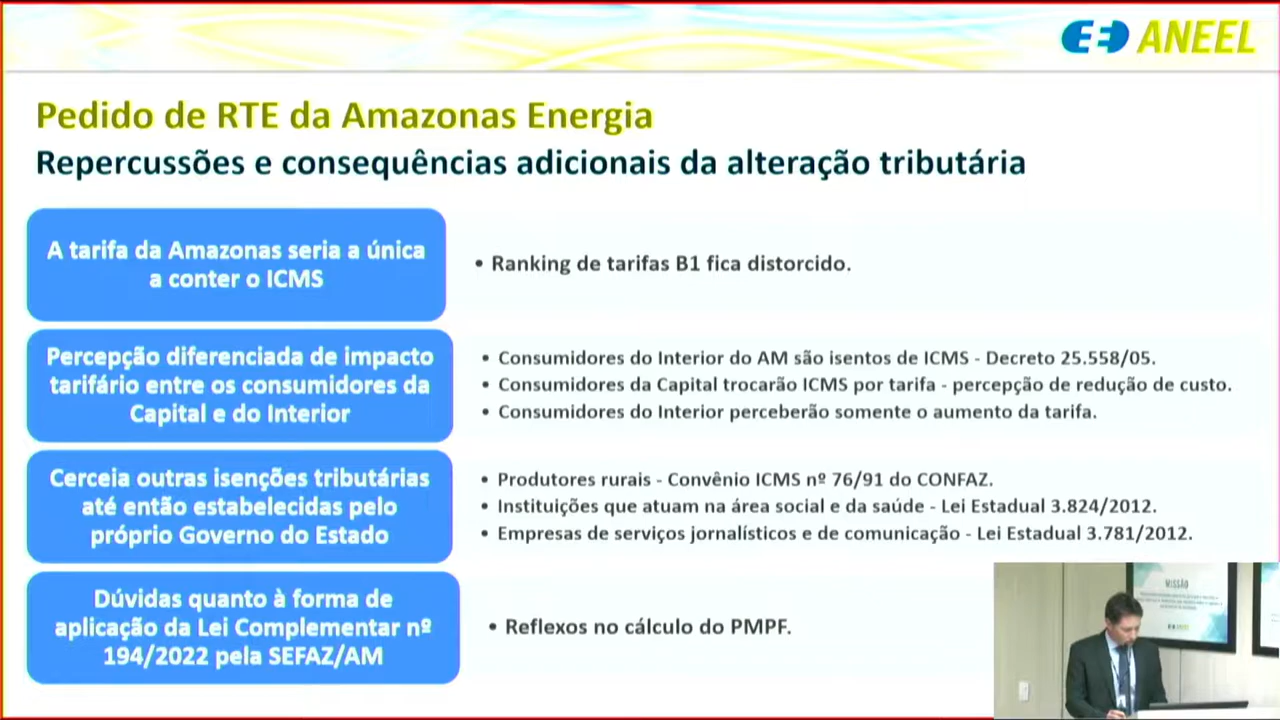 ANEEL
Pedido de RTE da Amazonas Energia
Repercussões e consequências adicionais da alteração tributária
A tarifa da Amazonas seria a única
a conter o ICMS
• Ranking de tarifas B1 fica distorcido.
Percepção diferenciada de impacto
tarifário entre os consumidores da
Capital e do Interior
• Consumidores do Interior do AM são isentos de ICMS - Decreto 25.558/05.
• Consumidores da Capital trocarão ICMS por tarifa - percepção de redução de custo.
• Consumidores do Interior perceberão somente o aumento da tarifa.
Cerceia outras isenções tributárias
até então estabelecidas pelo
próprio Governo do Estado
• Produtores rurais - Convênio ICMS nº 76/91 do CONFAZ.
• Instituições que atuam na área social e da saúde - Lei Estadual 3.824/2012.
• Empresas de serviços jornalísticos e de comunicação - Lei Estadual 3.781/2012.
Dúvidas quanto à forma de
aplicação da Lei Complementar nº
194/2022 pela SEFAZ/AM
• Reflexos no cálculo do PMPF.
MISSÃO
ANEEL